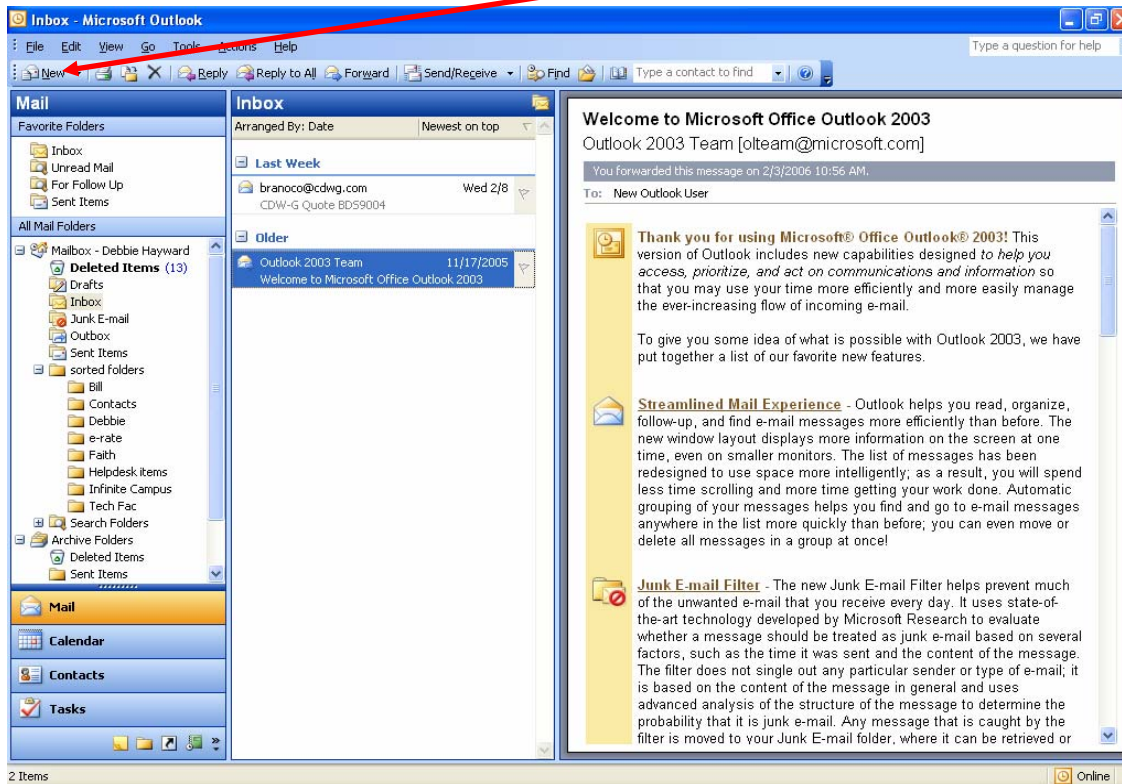 Inbox - Microsoft Outlook
File Edit View Go Tools Actions Help Type a question for help
New Reply Reply to All Forward Send/Receive Find Type a contact to find
Mail
Favorite Folders
Inbox
Unread Mail
For Follow Up
Sent Items
All Mail Folders
Mailbox - Debbie Hayward
Deleted Items (13)
Drafts
Inbox
Junk E-mail
Outbox
Sent Items
sorted folders
Bill
Contacts
Debbie
e-rate
Faith
Helpdesk items
Infinite Campus
Tech Fac
Search Folders
Archive Folders
Deleted Items
Sent Items
Mail
Calendar
Contacts
Tasks
Inbox
Arranged By: Date Newest on top
Last Week
branoco@cdwg.com Wed 2/8
CDW-G Quote BDS9004
Older
Outlook 2003 Team 11/17/2005
Welcome to Microsoft Office Outlook 2003
Welcome to Microsoft Office Outlook 2003
Outlook 2003 Team [olteam@microsoft.com]
You forwarded this message on 2/3/2006 10:56 AM.
To: New Outlook User
Thank you for using Microsoft® Office Outlook® 2003! This
version of Outlook includes new capabilities designed to help you
access, prioritize, and act on communications and information so
that you may use your time more efficiently and more easily manage
the ever-increasing flow of incoming e-mail.
To give you some idea of what is possible with Outlook 2003, we have
put together a list of our favorite new features.
Streamlined Mail Experience - Outlook helps you read, organize,
follow-up, and find e-mail messages more efficiently than before. The
new window layout displays more information on the screen at one
time, even on smaller monitors. The list of messages has been
redesigned to use space more intelligently; as a result, you will spend
less time scrolling and more time getting your work done. Automatic
grouping of your messages helps you find and go to e-mail messages
anywhere in the list more quickly than before; you can even move or
delete all messages in a group at once!
Junk E-mail Filter - The new Junk E-mail Filter helps prevent much
of the unwanted e-mail that you receive every day. It uses state-of-
the-art technology developed by Microsoft Research to evaluate
whether a message should be treated as junk e-mail based on several
factors, such as the time it was sent and the content of the message.
The filter does not single out any particular sender or type of e-mail; it
is based on the content of the message in general and uses
advanced analysis of the structure of the message to determine the
probability that it is junk e-mail. Any message that is caught by the
filter is moved to your Junk E-mail folder, where it can be retrieved or
2 Items Online